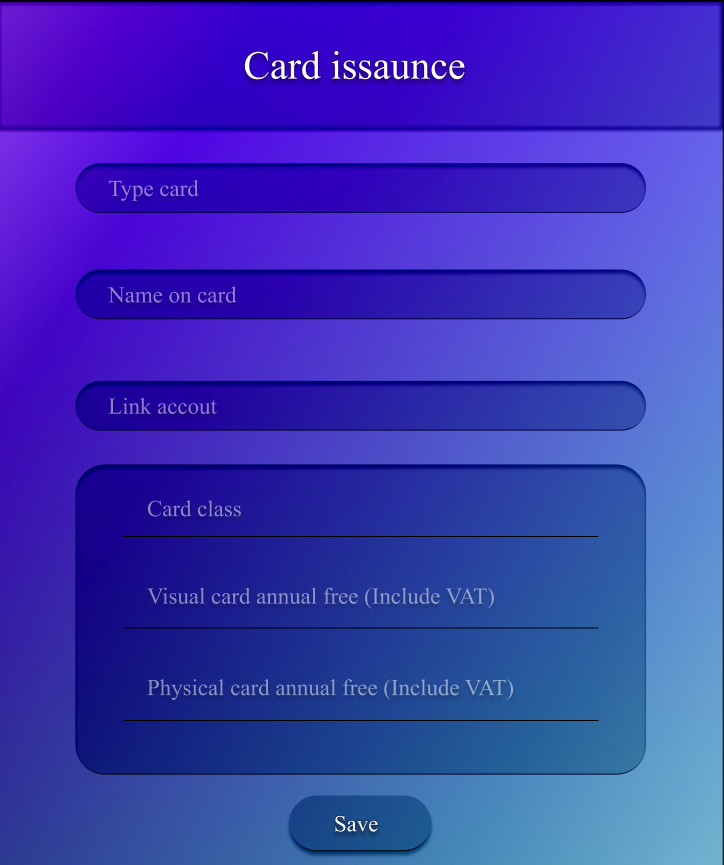 Card issaunce
Type card
Name on card
Link accout
Card class
Visual card annual free (Include VAT)
Physical card annual free (Include VAT)
Save